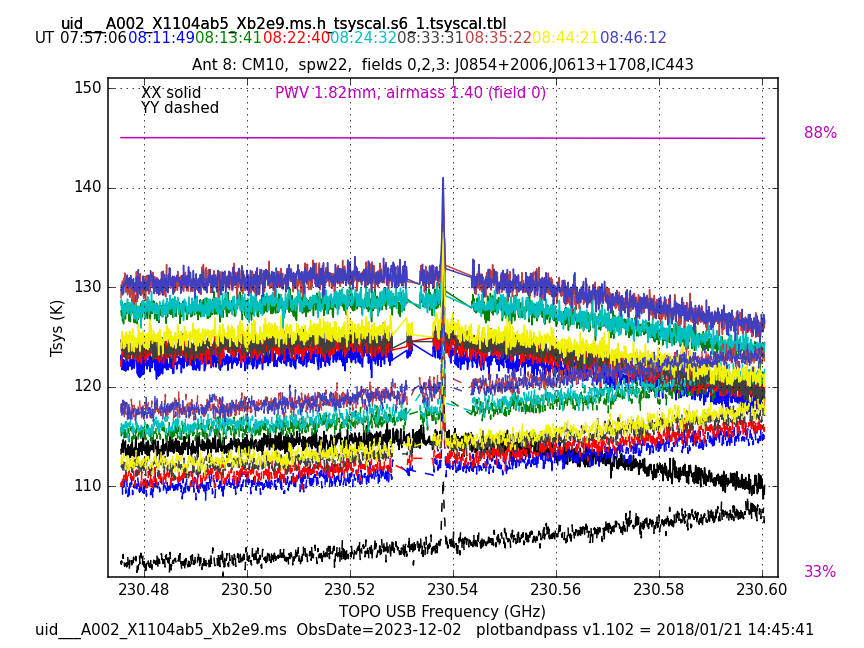 uid___A002_X1104ab5_Xb2e9.ms.h_tsyscal.s6_1.tsyscal.tbl
UT 07:57:06 08:11:49 08:13:41 08:22:40 08:24:32 08:33:31 08:35:22 08:44:21 08:46:12
Ant 8: CM10,  spw22,  fields 0,2,3: J0854+2006,J0613+1708,IC443
XX solid
YY dashed
PWV 1.82mm, airmass 1.40 (field 0)
88%
33%
150
140
130
120
110
Tsys (K)
230.48 230.50 230.52 230.54 230.56 230.58 230.60
TOPO USB Frequency (GHz)
uid___A002_X1104ab5_Xb2e9.ms  ObsDate=2023-12-02   plotbandpass v1.102 = 2018/01/21 14:45:41